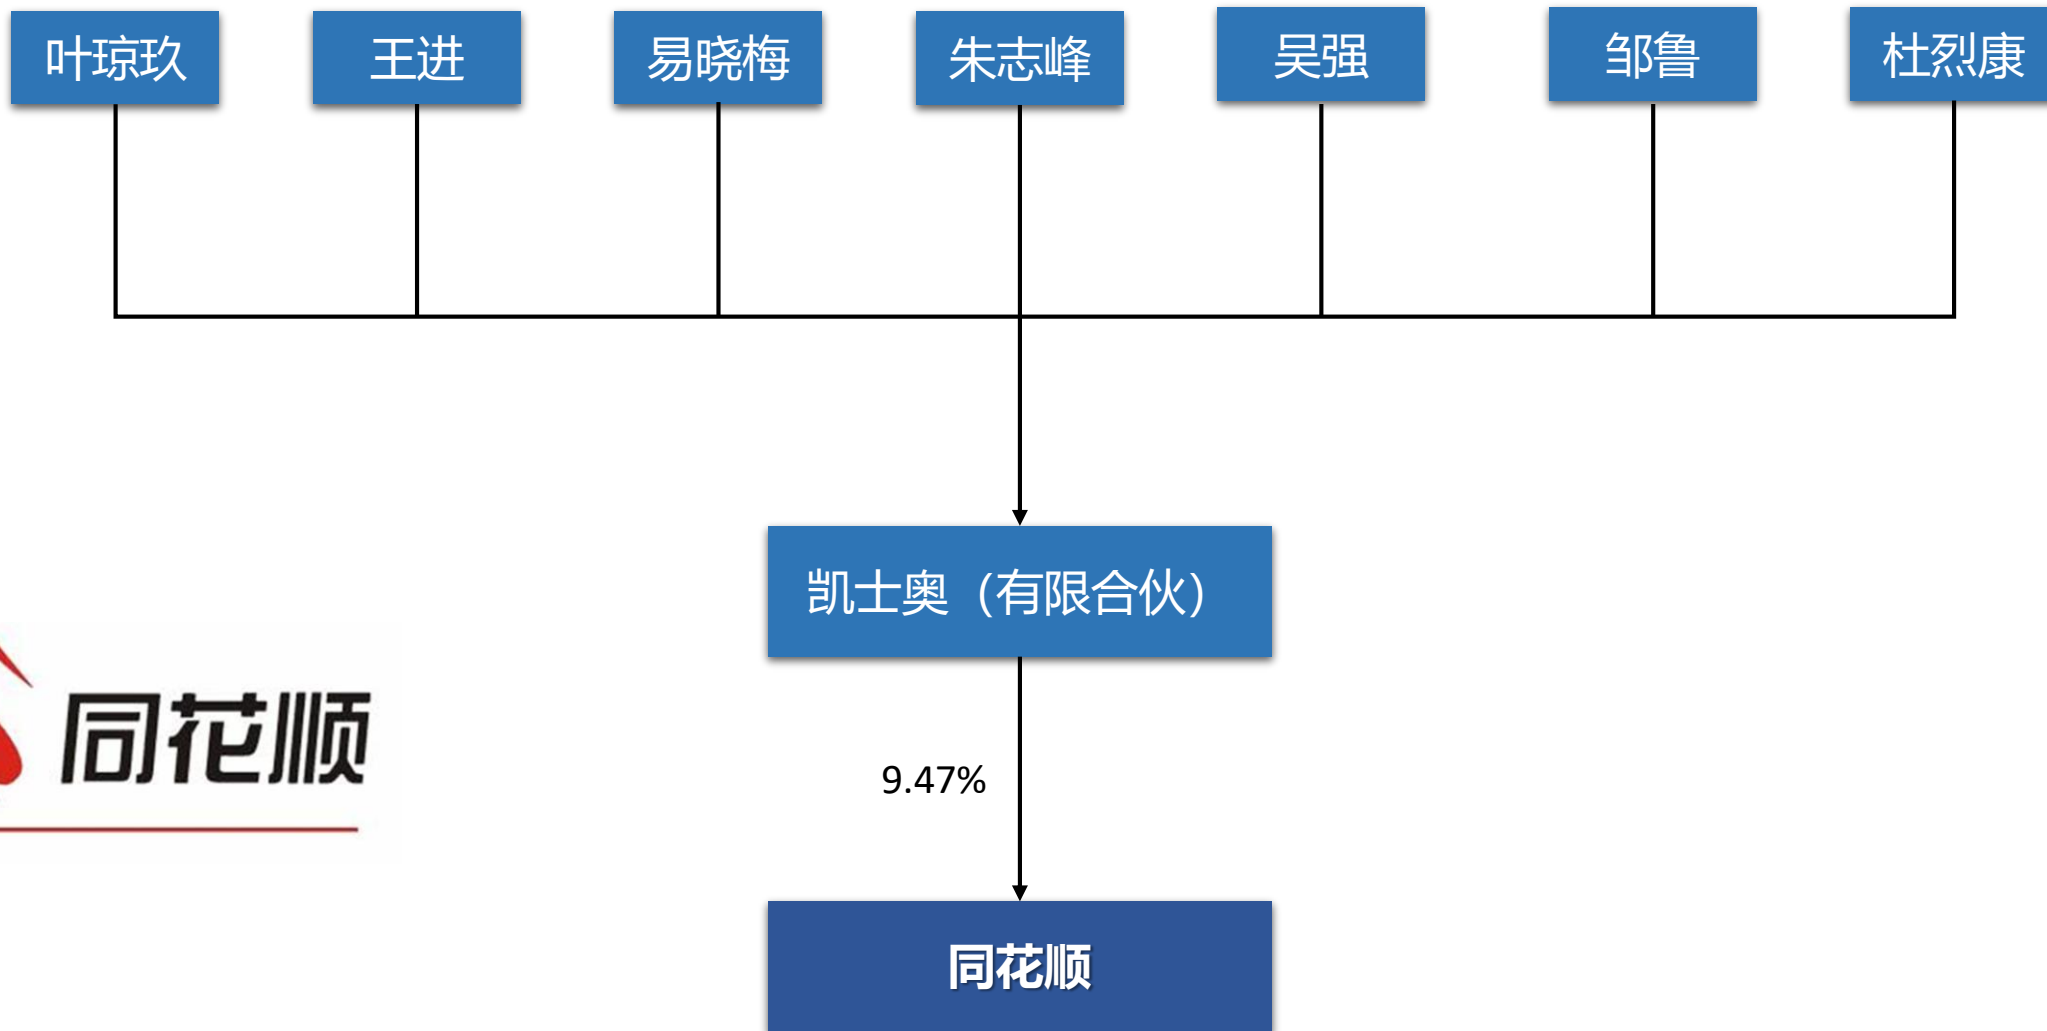 叶琼玖
王进
易晓梅
朱志峰
吴强
邹鲁
杜烈康
凯士奥（有限合伙）
同花顺
9.47%
同花顺